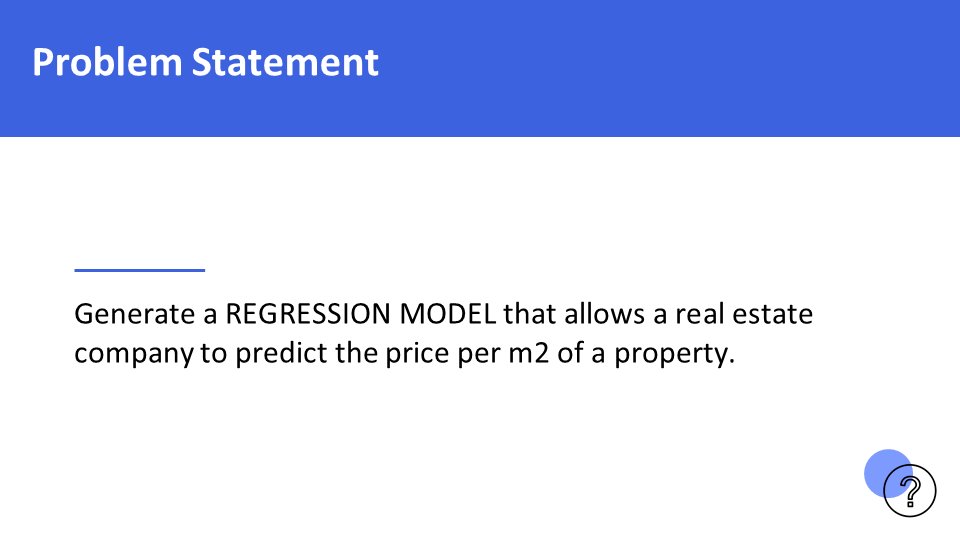 Problem Statement
Generate a REGRESSION MODEL that allows a real estate
company to predict the price per m2 of a property.
?